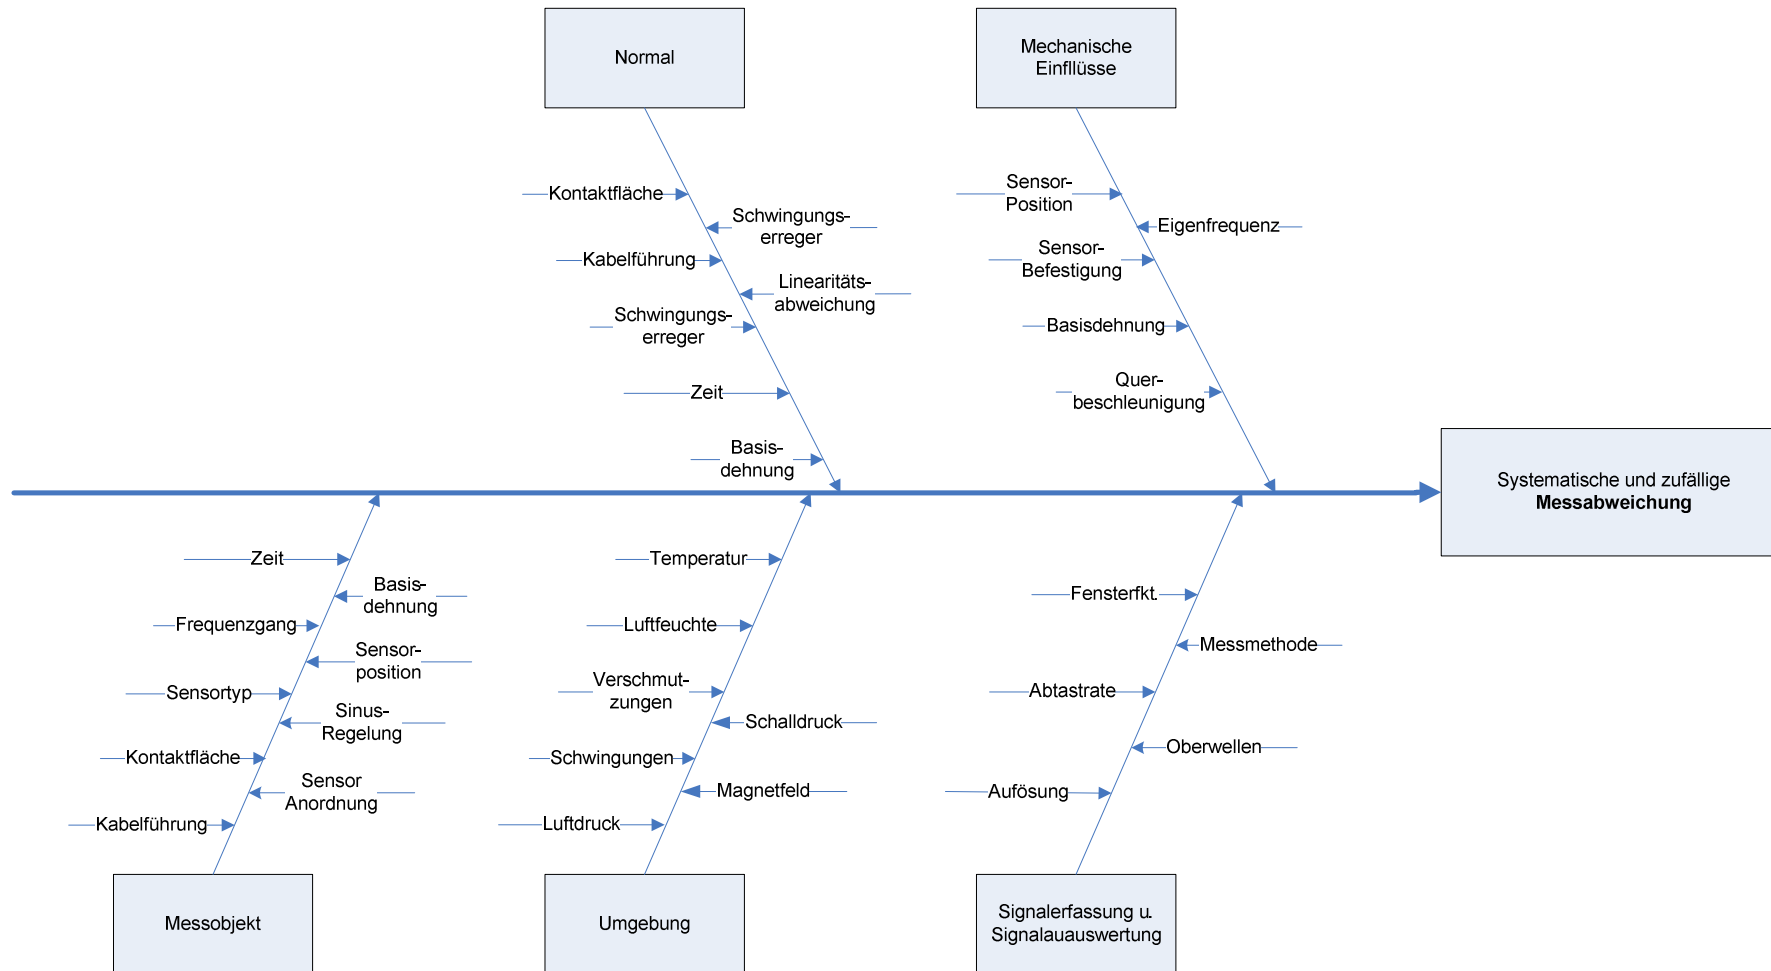 Normal
Mechanische
Einfllüsse
Kontaktfläche
Schwingungs-
erreger
Kabelführung
Linearitäts-
abweichung
Schwingungs-
erreger
Zeit
Basis-
dehnung
Sensor-
Position
Eigenfrequenz
Sensor-
Befestigung
Basisdehnung
Quer-
beschleunigung
Systematische und zufällige
Messabweichung
Zeit
Basis-
dehnung
Frequenzgang
Sensor-
position
Sensortyp
Sinus-
Regelung
Kontaktfläche
Sensor
Anordnung
Kabelführung
Temperatur
Luftfeuchte
Verschmut-
zungen
Schalldruck
Schwingungen
Magnetfeld
Luftdruck
Fensterfkt.
Messmethode
Abtastrate
Oberwellen
Aufösung
Messobjekt
Umgebung
Signalerfassung u.
Signalauauswertung